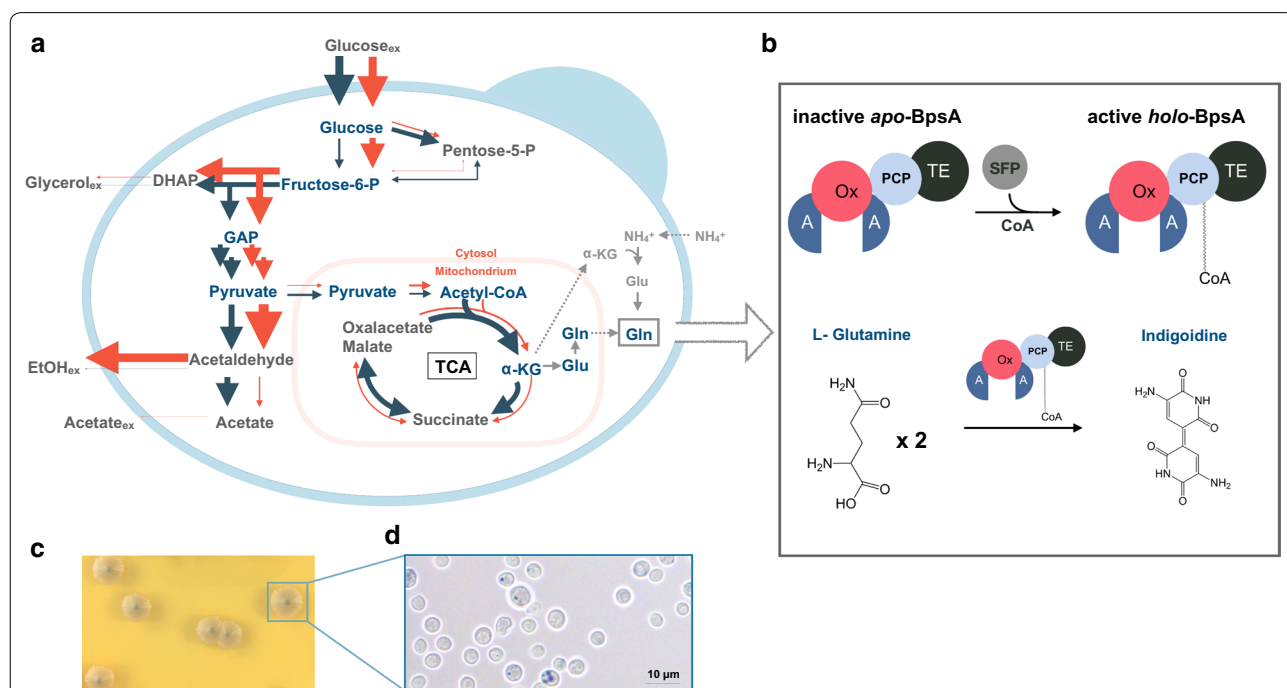 a
Glucoseex
Glucose
Pentose-5-P
Glycerolex
DHAP
Fructose-6-P
GAP
NH₄⁺
NH₄⁺
α-KG
Cytosol
Mitochondrium
Pyruvate
Pyruvate
Acetyl-CoA
Glu
Oxalacetate
Malate
Gln
Gln
EtOHex
Acetaldehyde
TCA
α-KG
Glu
Acetateex
Acetate
Succinate
b
inactive apo-BpsA
active holo-BpsA
Ox
PCP
TE
A
A
SFP
CoA
Ox
PCP
TE
A
A
CoA
L- Glutamine
Indigoidine
Ox
PCP
TE
A
A
CoA
H₂N
O
H₂N
O
HO
x 2
O
H₂N
NH
O
O
HN
NH₂
O
c
d
10 µm